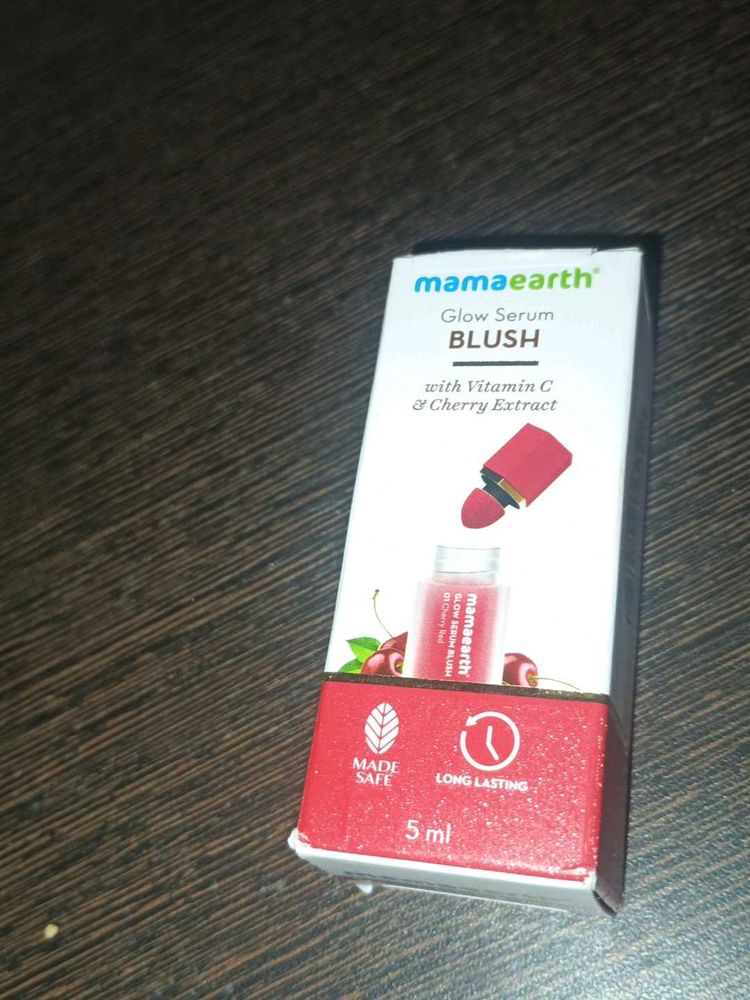 mamaearth®
Glow Serum
BLUSH
with Vitamin C
& Cherry Extract
mamaearth®
GLOW SERUM BLUSH
01 Cherry Red
MADE
SAFE
LONG LASTING
5 ml